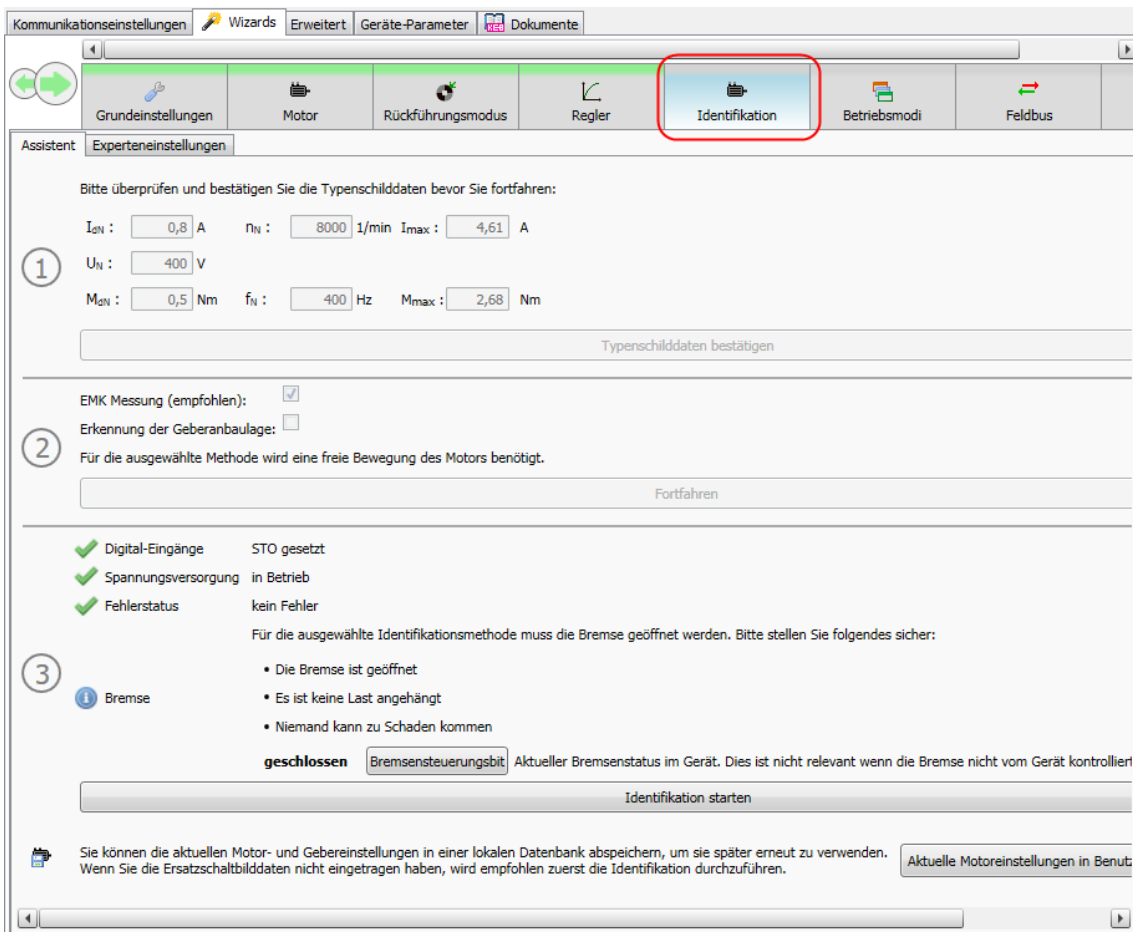 Kommunikationseinstellungen Wizards Erweitert Geräte-Parameter KEB Dokumente
Grundeinstellungen Motor Rückführungsmodus Regler Identifikation Betriebsmodi Feldbus
Assistent Experteneinstellungen
Bitte überprüfen und bestätigen Sie die Typenschilddaten bevor Sie fortfahren:
1
IdN : 0,8 A nN : 8000 1/min Imax : 4,61 A
UN : 400 V
MdN : 0,5 Nm fN : 400 Hz Mmax : 2,68 Nm
Typenschilddaten bestätigen
2
EMK Messung (empfohlen):
Erkennung der Geberanbaulage:
Für die ausgewählte Methode wird eine freie Bewegung des Motors benötigt.
Fortfahren
3
Digital-Eingänge STO gesetzt
Spannungsversorgung in Betrieb
Fehlerstatus kein Fehler
Für die ausgewählte Identifikationsmethode muss die Bremse geöffnet werden. Bitte stellen Sie folgendes sicher:
• Die Bremse ist geöffnet
Bremse • Es ist keine Last angehängt
• Niemand kann zu Schaden kommen
geschlossen Bremsensteuerungsbit Aktueller Bremsenstatus im Gerät. Dies ist nicht relevant wenn die Bremse nicht vom Gerät kontrolliert
Identifikation starten
Sie können die aktuellen Motor- und Gebereinstellungen in einer lokalen Datenbank abspeichern, um sie später erneut zu verwenden.
Wenn Sie die Ersatzschaltbilddaten nicht eingetragen haben, wird empfohlen zuerst die Identifikation durchzuführen.
Aktuelle Motoreinstellungen in Benutz